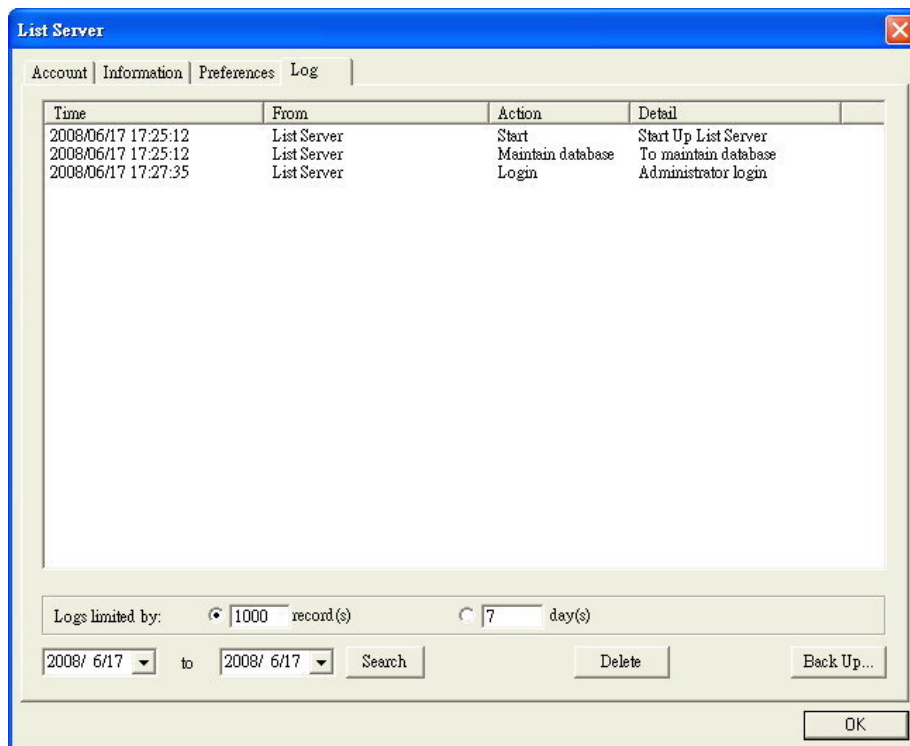 List Server
Account Information Preferences Log
Time From Action Detail
2008/06/17 17:25:12 List Server Start Start Up List Server
2008/06/17 17:25:12 List Server Maintain database To maintain database
2008/06/17 17:27:35 List Server Login Administrator login
Logs limited by: 1000 record(s) 7 day(s)
2008/ 6/17 to 2008/ 6/17 Search Delete Back Up...
OK